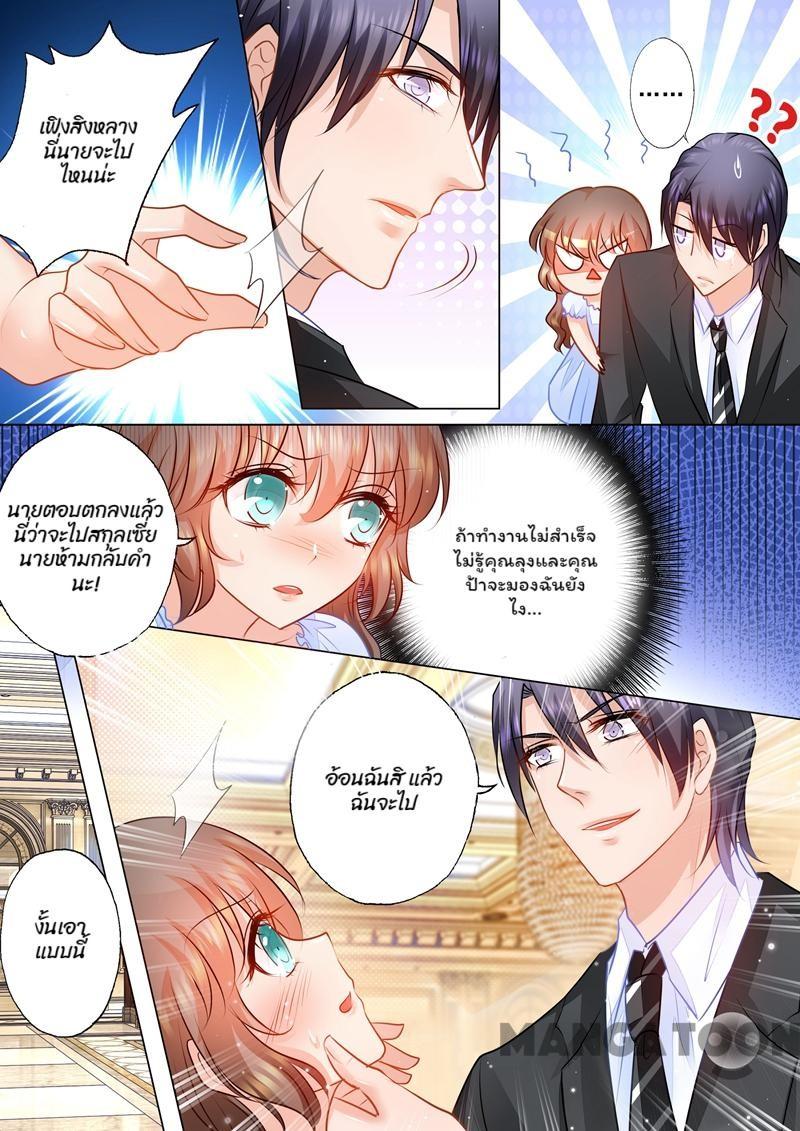 เฟิงสิงหลาง
นี่นายจะไป
ไหนน่ะ
……
??
นายตอบตกลงแล้ว
นี่ว่าจะไปสกุลเซี่ย
นายห้ามกลับคำ
นะ!
ถ้าทำงานไม่สำเร็จ
ไม่รู้คุณลุงและคุณ
ป้าจะมองฉันยัง
ไง...
อ้อนฉันสิ แล้ว
ฉันจะไป
งั้นเอา
แบบนี้
MANGATOON